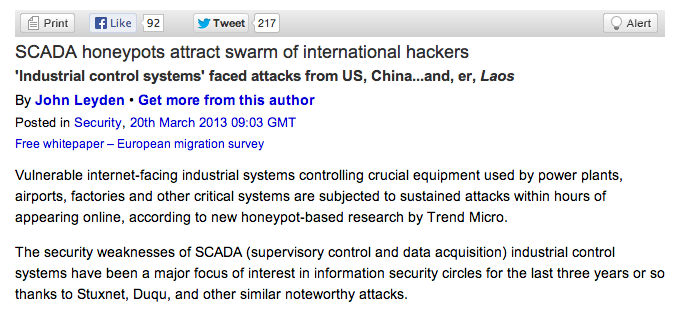 Print Like 92 Tweet 217 Alert
SCADA honeypots attract swarm of international hackers
'Industrial control systems' faced attacks from US, China...and, er, Laos
By John Leyden • Get more from this author
Posted in Security, 20th March 2013 09:03 GMT
Free whitepaper – European migration survey
Vulnerable internet-facing industrial systems controlling crucial equipment used by power plants,
airports, factories and other critical systems are subjected to sustained attacks within hours of
appearing online, according to new honeypot-based research by Trend Micro.
The security weaknesses of SCADA (supervisory control and data acquisition) industrial control
systems have been a major focus of interest in information security circles for the last three years or so
thanks to Stuxnet, Duqu, and other similar noteworthy attacks.